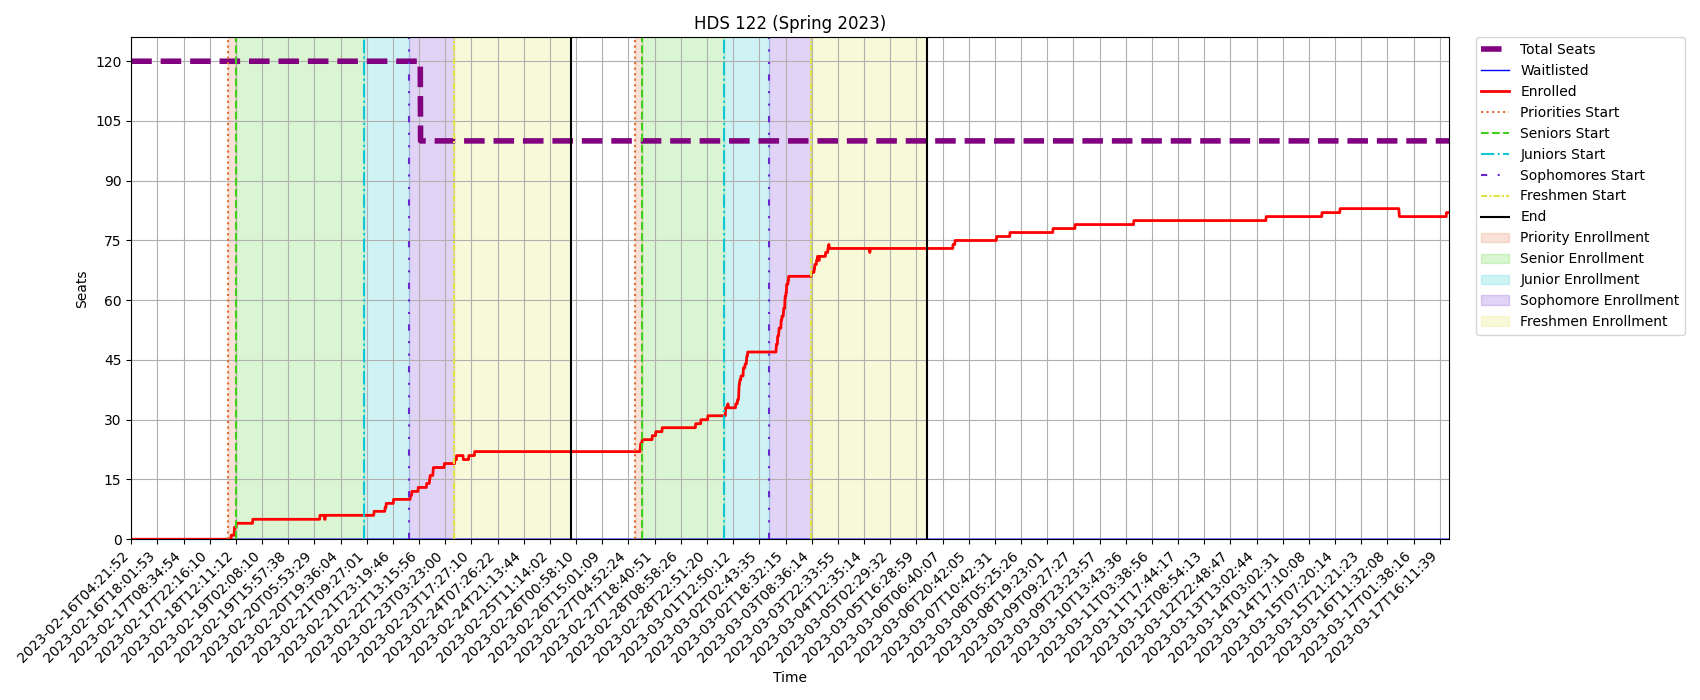 HDS 122 (Spring 2023)
Seats
120
105
90
75
60
45
30
15
0
2023-02-16T04:21:52
2023-02-16T18:01:53
2023-02-17T08:34:54
2023-02-17T22:16:10
2023-02-18T12:11:12
2023-02-19T02:08:10
2023-02-19T15:57:38
2023-02-20T05:53:29
2023-02-20T19:36:04
2023-02-21T09:27:01
2023-02-21T23:19:46
2023-02-22T13:15:56
2023-02-23T03:23:00
2023-02-23T17:27:10
2023-02-24T07:26:22
2023-02-24T21:13:44
2023-02-25T11:14:02
2023-02-26T00:58:10
2023-02-26T15:01:09
2023-02-27T04:52:24
2023-02-27T18:40:51
2023-02-28T08:58:26
2023-02-28T22:51:20
2023-03-01T12:50:12
2023-03-02T02:43:35
2023-03-02T18:32:15
2023-03-03T08:36:14
2023-03-03T22:33:55
2023-03-04T12:35:14
2023-03-05T02:29:32
2023-03-05T16:28:59
2023-03-06T06:40:07
2023-03-06T20:42:05
2023-03-07T10:42:31
2023-03-08T05:25:26
2023-03-08T19:23:01
2023-03-09T09:27:27
2023-03-09T23:23:57
2023-03-10T13:43:36
2023-03-11T03:38:56
2023-03-11T17:44:17
2023-03-12T08:54:13
2023-03-12T22:48:47
2023-03-13T13:02:44
2023-03-14T03:02:31
2023-03-14T17:10:08
2023-03-15T07:20:14
2023-03-15T21:21:23
2023-03-16T11:32:08
2023-03-17T01:38:16
2023-03-17T16:11:39
Time
Total Seats
Waitlisted
Enrolled
Priorities Start
Seniors Start
Juniors Start
Sophomores Start
Freshmen Start
End
Priority Enrollment
Senior Enrollment
Junior Enrollment
Sophomore Enrollment
Freshmen Enrollment